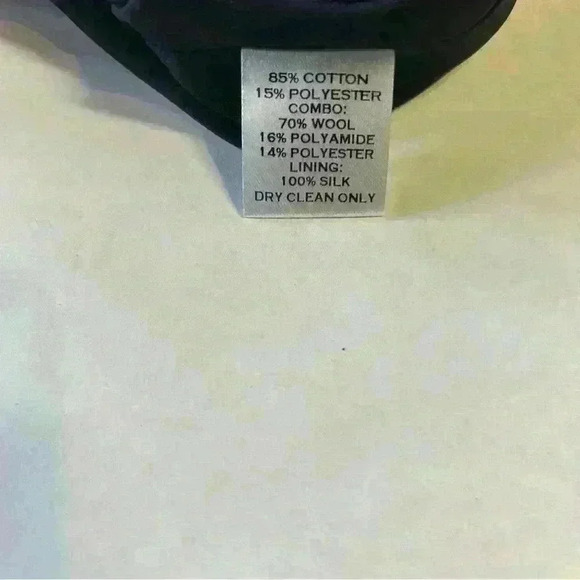 85% COTTON
15% POLYESTER
COMBO:
70% WOOL
16% POLYAMIDE
14% POLYESTER
LINING:
100% SILK
DRY CLEAN ONLY